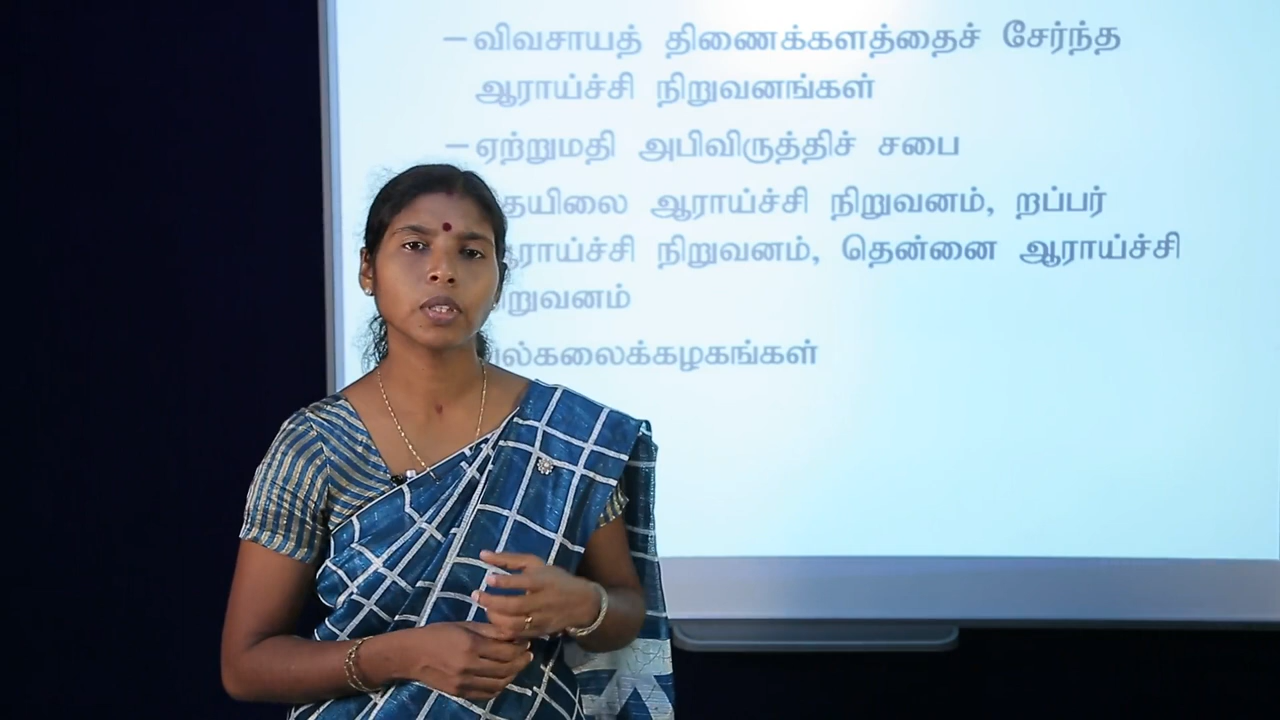 – விவசாயத் திணைக்களத்தைச் சேர்ந்த
ஆராய்ச்சி நிறுவனங்கள்
– ஏற்றுமதி அபிவிருத்திச் சபை
ஆராய்ச்சி நிறுவனம், றப்பர்
நிறுவனம், தென்னை ஆராய்ச்சி